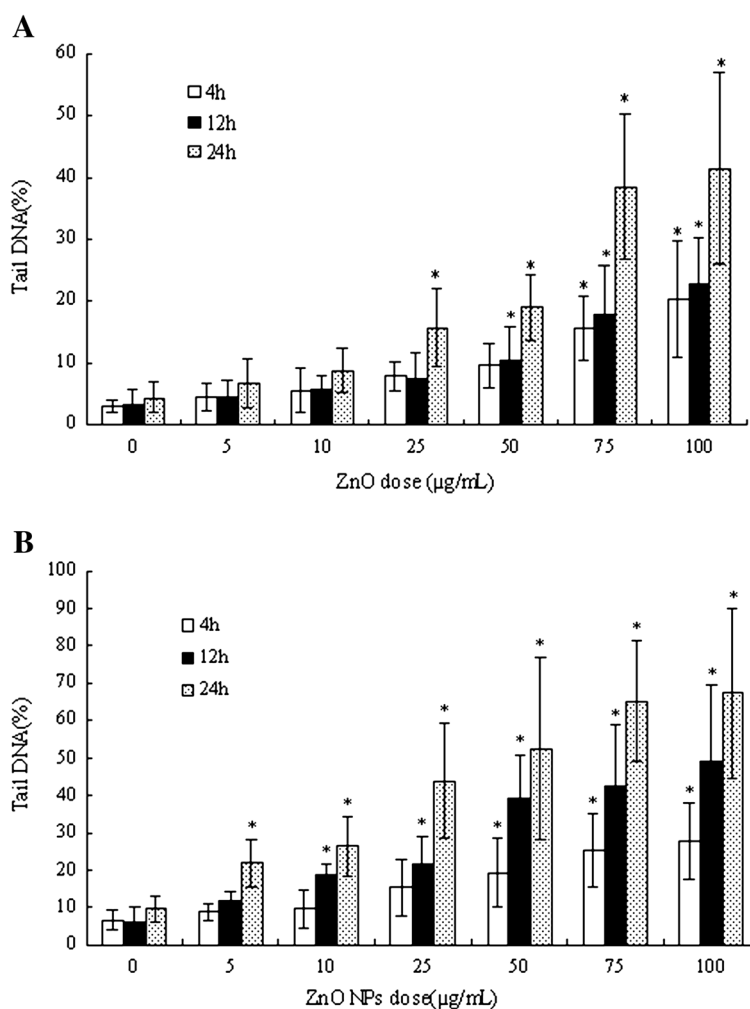 A
60
50
40
30
20
10
0
Tail DNA(%)
4h
12h
24h
* * * * * * * * *
0 5 10 25 50 75 100
ZnO dose (µg/mL)
B
100
90
80
70
60
50
40
30
20
10
0
Tail DNA(%)
4h
12h
24h
* * * * * * * * * * * * * *
0 5 10 25 50 75 100
ZnO NPs dose(µg/mL)